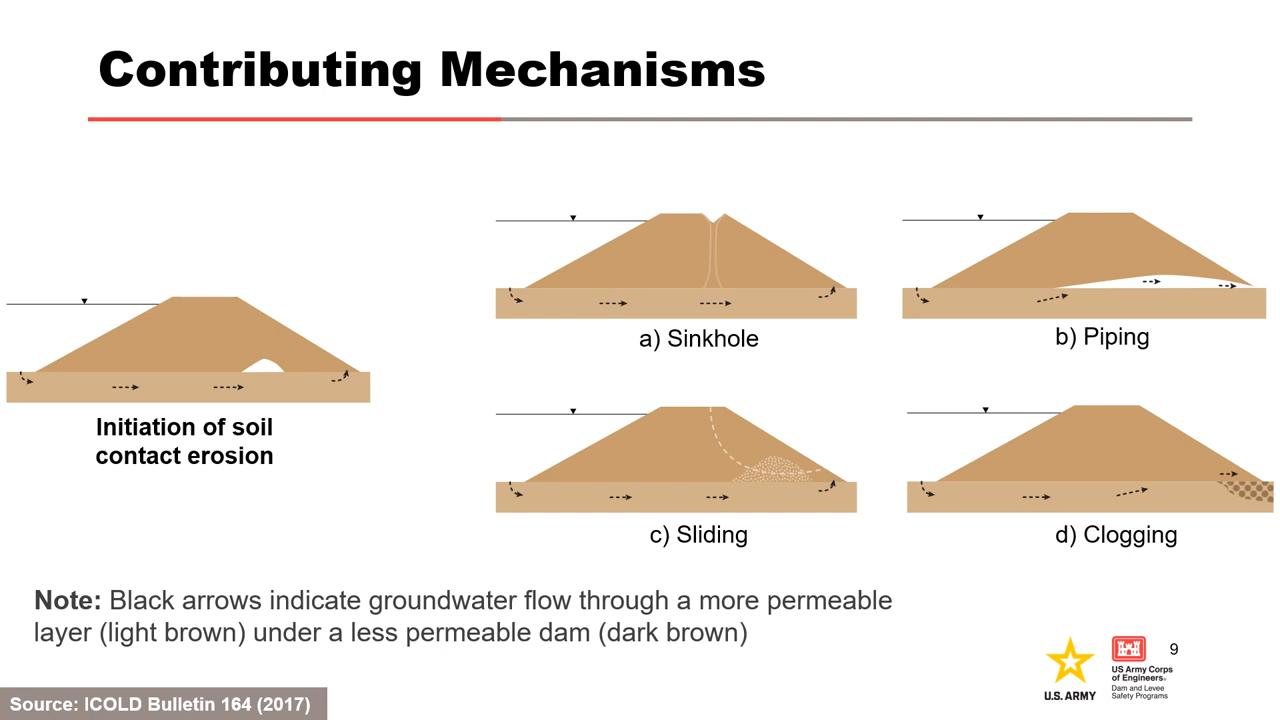 Contributing Mechanisms
a) Sinkhole
b) Piping
Initiation of soil
contact erosion
c) Sliding
d) Clogging
Note: Black arrows indicate groundwater flow through a more permeable
layer (light brown) under a less permeable dam (dark brown)
9
U.S. ARMY
US Army Corps
of Engineers®
Dam and Levee
Safety Programs
Source: ICOLD Bulletin 164 (2017)